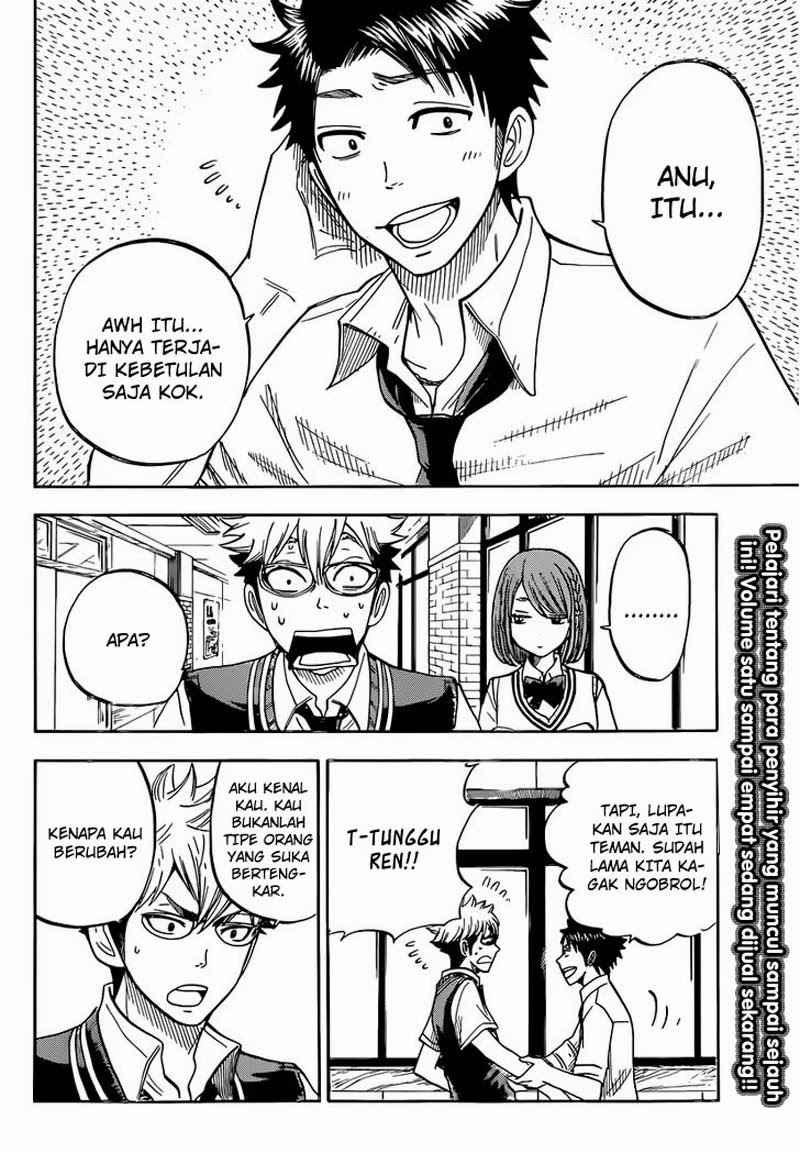 ANU,
ITU...
AWH ITU...
HANYA TERJA-
DI KEBETULAN
SAJA KOK.
.........
APA?
TAPI, LUPA-
KAN SAJA ITU
TEMAN. SUDAH
LAMA KITA KA-
GAK NGOBROL!
T-TUNGGU
REN!!
AKU KENAL
KAU. KAU
BUKANLAH
TIPE ORANG
YANG SUKA
BERTENG-
KAR.
KENAPA KAU
BERUBAH?
Pelajari tentang para penyihir yang muncul sampai sejauh
ini! Volume satu sampai empat sedang dijual sekarang!!